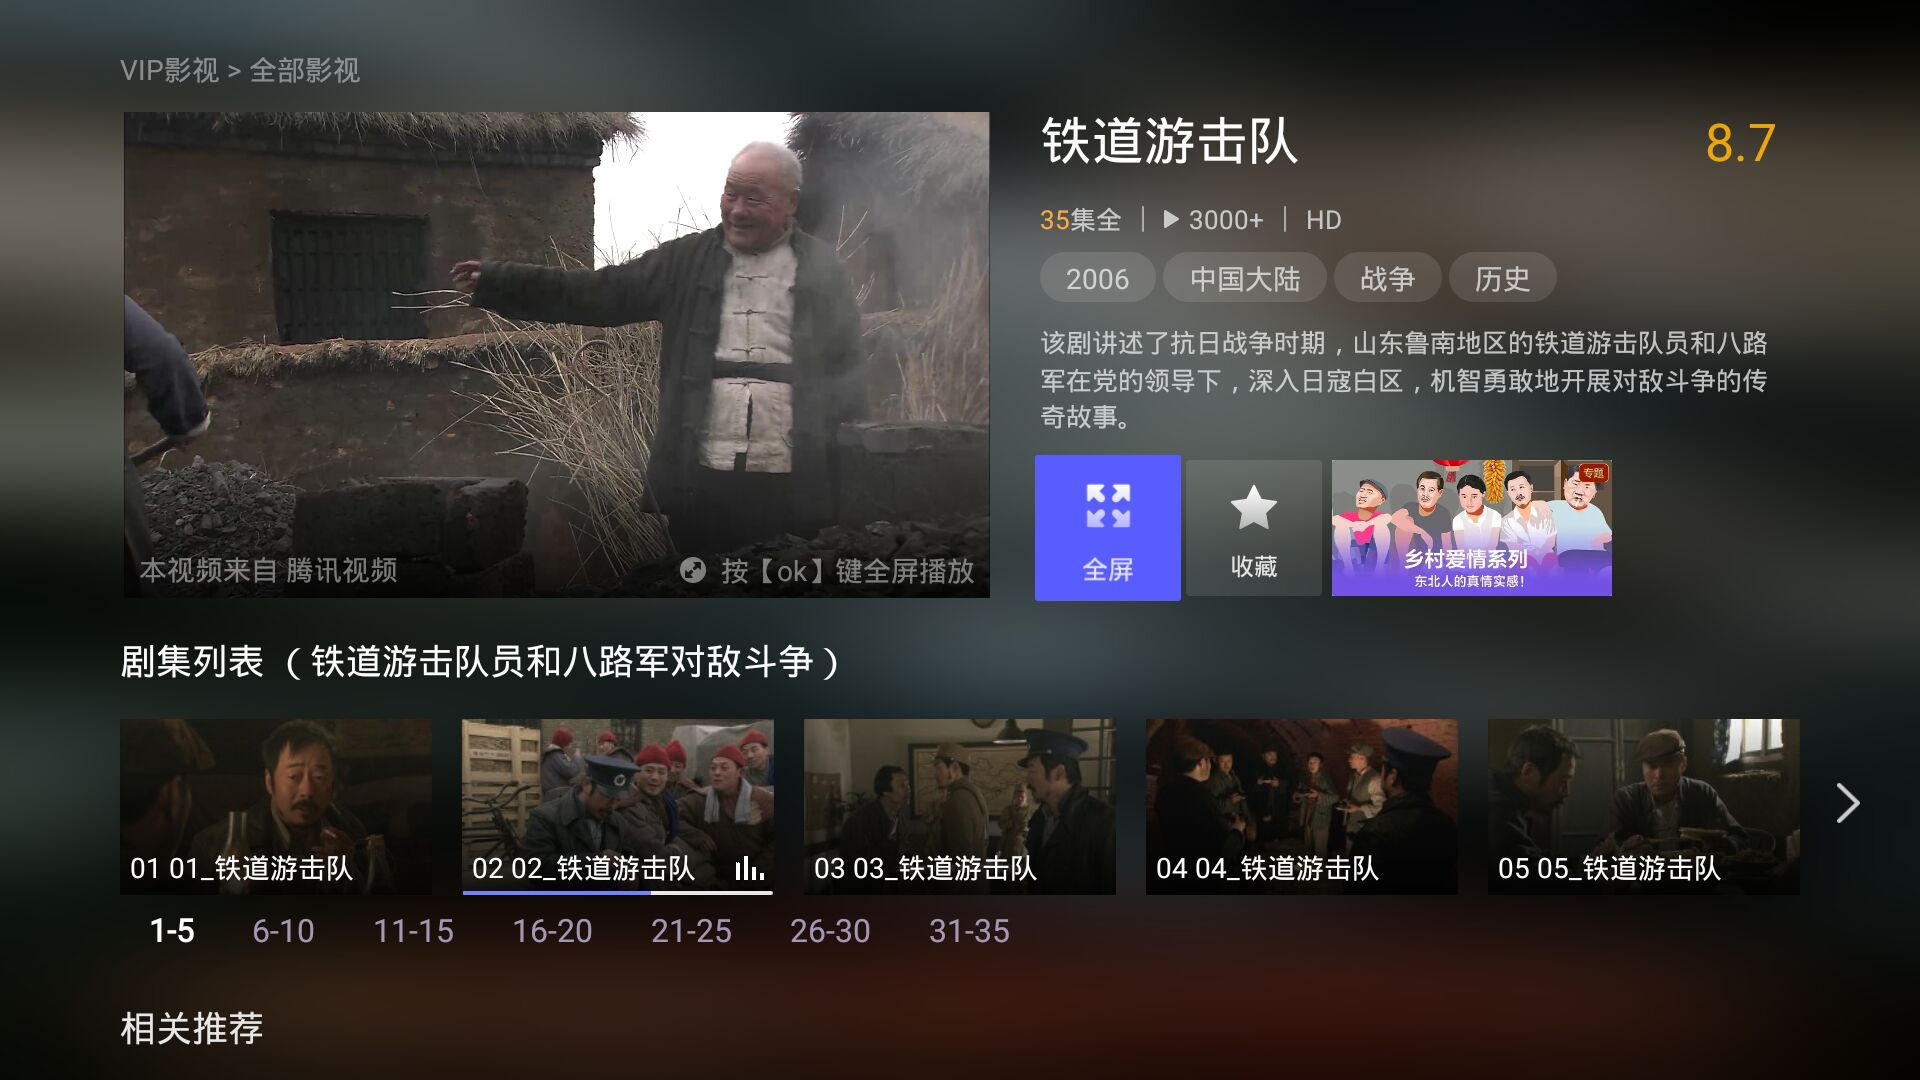 VIP影视 > 全部影视
铁道游击队
8.7
35集全 | 3000+ | HD
2006 中国大陆 战争 历史
该剧讲述了抗日战争时期，山东鲁南地区的铁道游击队员和八路
军在党的领导下，深入日寇白区，机智勇敢地开展对敌斗争的传
奇故事。
本视频来自 腾讯视频
按【ok】键全屏播放
全屏
收藏
专题
乡村爱情系列
东北人的真情实感!
剧集列表 （铁道游击队员和八路军对敌斗争）
01 01_铁道游击队
02 02_铁道游击队
03 03_铁道游击队
04 04_铁道游击队
05 05_铁道游击队
1-5 6-10 11-15 16-20 21-25 26-30 31-35
相关推荐